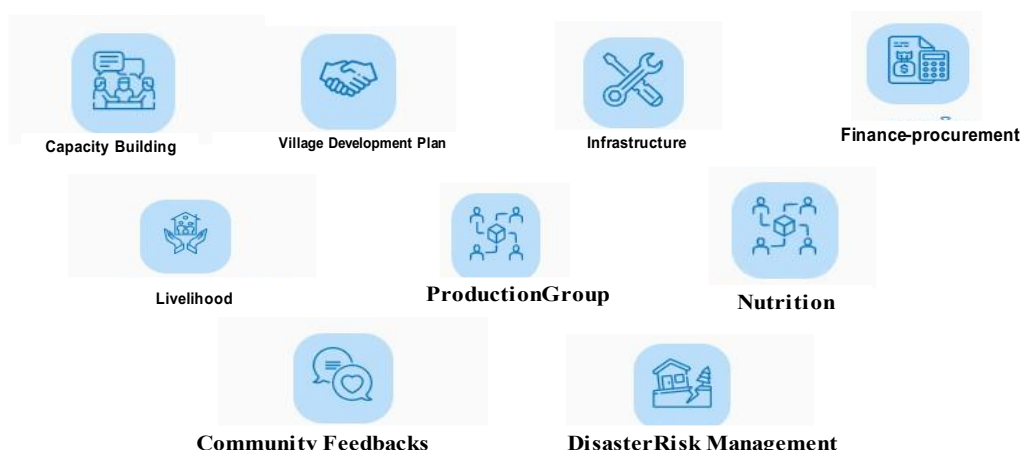 Capacity Building
Village Development Plan
Infrastructure
Finance-procurement
Livelihood
ProductionGroup
Nutrition
Community Feedbacks
DisasterRisk Management